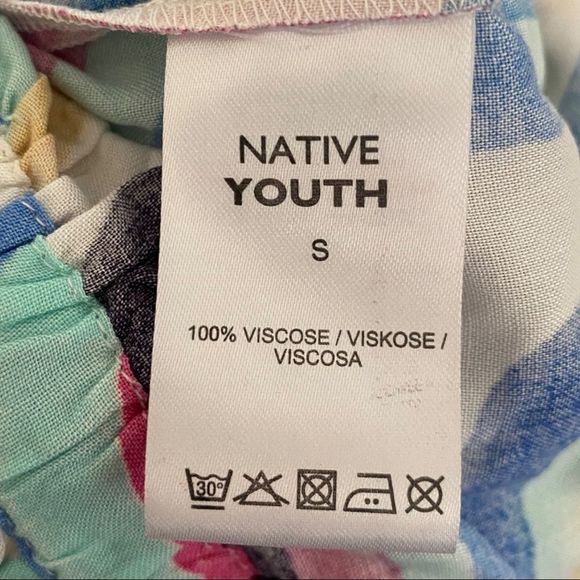 NATIVE
YOUTH
S
100% VISCOSE / VISKOSE /
VISCOSA
30°